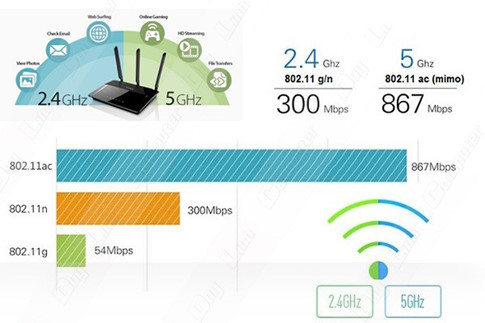 Web Surfing
Online Gaming
Check Email
HD Streaming
View Photos
File Transfers
2.4GHz
5GHz
2.4 Ghz
5 Ghz
802.11 g/n
802.11 ac (mimo)
300 Mbps
867 Mbps
802.11ac
867Mbps
802.11n
300Mbps
802.11g
54Mbps
2.4GHz
5GHz